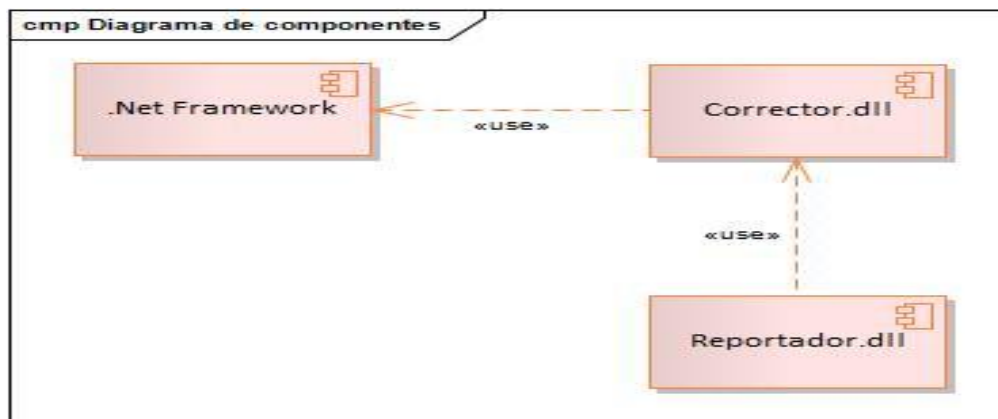 cmp Diagrama de componentes
.Net Framework
«use»
Corrector.dll
«use»
Reportador.dll